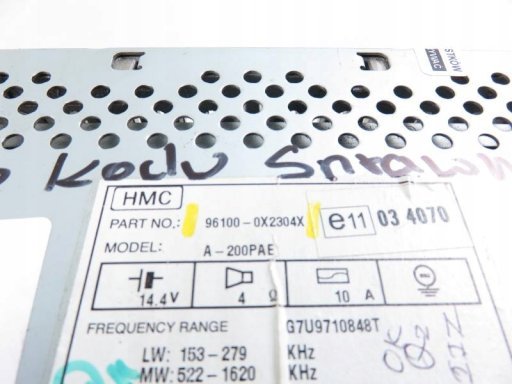 Kodu Sprawny
HMC
PART NO.: 96100-0X2304X e11 03 4070
MODEL: A-200PAE
14.4V 4 Ω 10 A
FREQUENCY RANGE G7U9710848T
LW: 153-279 KHz
MW: 522-1620 KHz
OK